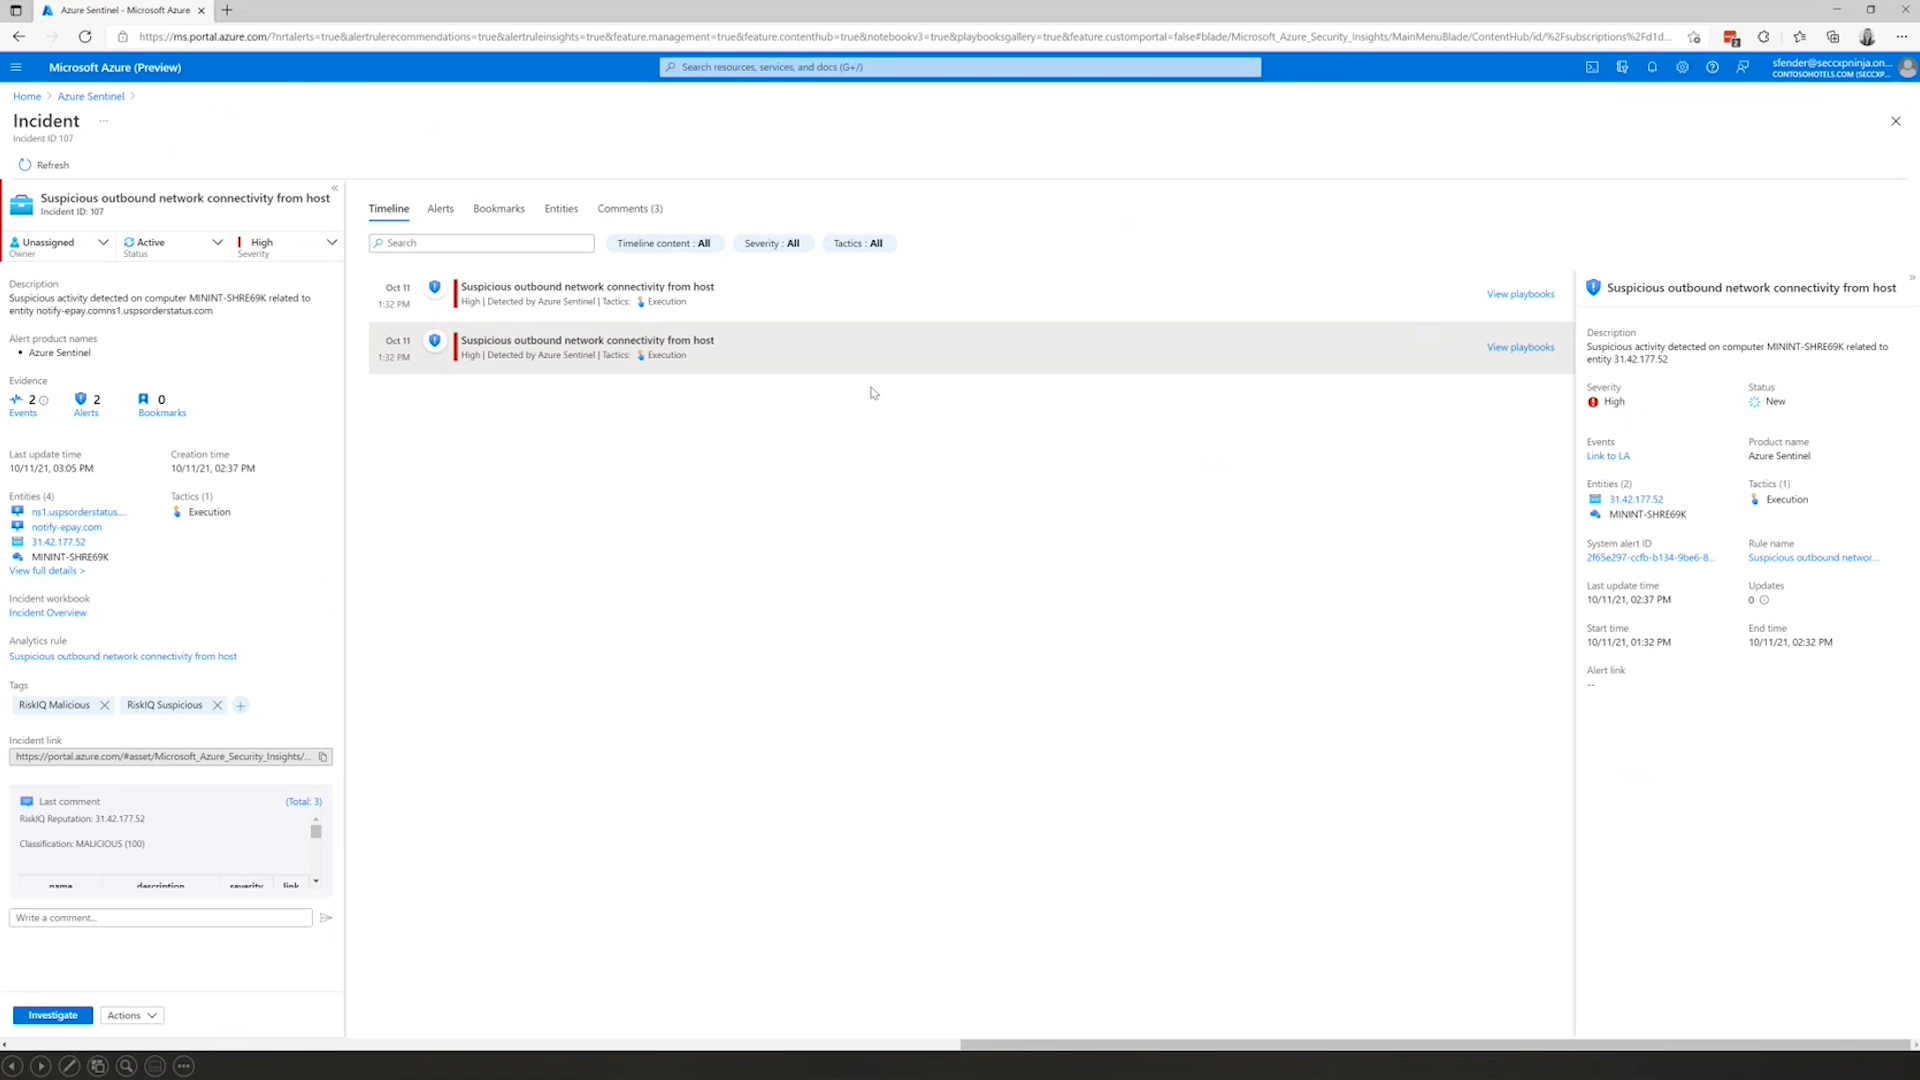 Azure Sentinel - Microsoft Azure
https://ms.portal.azure.com/?nrtalerts=true&alertrulerecommendations=true&alertruleinsights=true&feature.management=true&feature.contenthub=true&notebookv3=true&playbooksgallery=true&feature.customportal=false#blade/Microsoft_Azure_Security_Insights/MainMenuBlade/ContentHub/id/%2Fsubscriptions%2Fd1d...
Microsoft Azure (Preview)
Search resources, services, and docs (G+/)
sfender@seccxpninja.on...
CONTOSOHOTELS.COM (SECCXP...
Home > Azure Sentinel >
Incident ...
Incident ID 107
Refresh
Suspicious outbound network connectivity from host
Incident ID: 107
Unassigned
Owner
Active
Status
High
Severity
Description
Suspicious activity detected on computer MININT-SHRE69K related to
entity notify-epay.comns1.uspsorderstatus.com
Alert product names
• Azure Sentinel
Evidence
2
Events
2
Alerts
0
Bookmarks
Last update time
10/11/21, 03:05 PM
Creation time
10/11/21, 02:37 PM
Entities (4)
ns1.uspsorderstatus....
notify-epay.com
31.42.177.52
MININT-SHRE69K
View full details >
Tactics (1)
Execution
Incident workbook
Incident Overview
Analytics rule
Suspicious outbound network connectivity from host
Tags
RiskIQ Malicious
RiskIQ Suspicious
Incident link
https://portal.azure.com/#asset/Microsoft_Azure_Security_Insights/...
Last comment
(Total: 3)
RiskIQ Reputation: 31.42.177.52
Classification: MALICIOUS (100)
name description severity link
Write a comment...
Investigate
Actions
Timeline Alerts Bookmarks Entities Comments (3)
Search
Timeline content : All
Severity : All
Tactics : All
Oct 11
1:32 PM
Suspicious outbound network connectivity from host
High | Detected by Azure Sentinel | Tactics: Execution
View playbooks
Oct 11
1:32 PM
Suspicious outbound network connectivity from host
High | Detected by Azure Sentinel | Tactics: Execution
View playbooks
Suspicious outbound network connectivity from host
Description
Suspicious activity detected on computer MININT-SHRE69K related to
entity 31.42.177.52
Severity
High
Status
New
Events
Link to LA
Product name
Azure Sentinel
Entities (2)
31.42.177.52
MININT-SHRE69K
Tactics (1)
Execution
System alert ID
2f65e297-ccfb-b134-9be6-8...
Rule name
Suspicious outbound networ...
Last update time
10/11/21, 02:37 PM
Updates
0
Start time
10/11/21, 01:32 PM
End time
10/11/21, 02:32 PM
Alert link
--